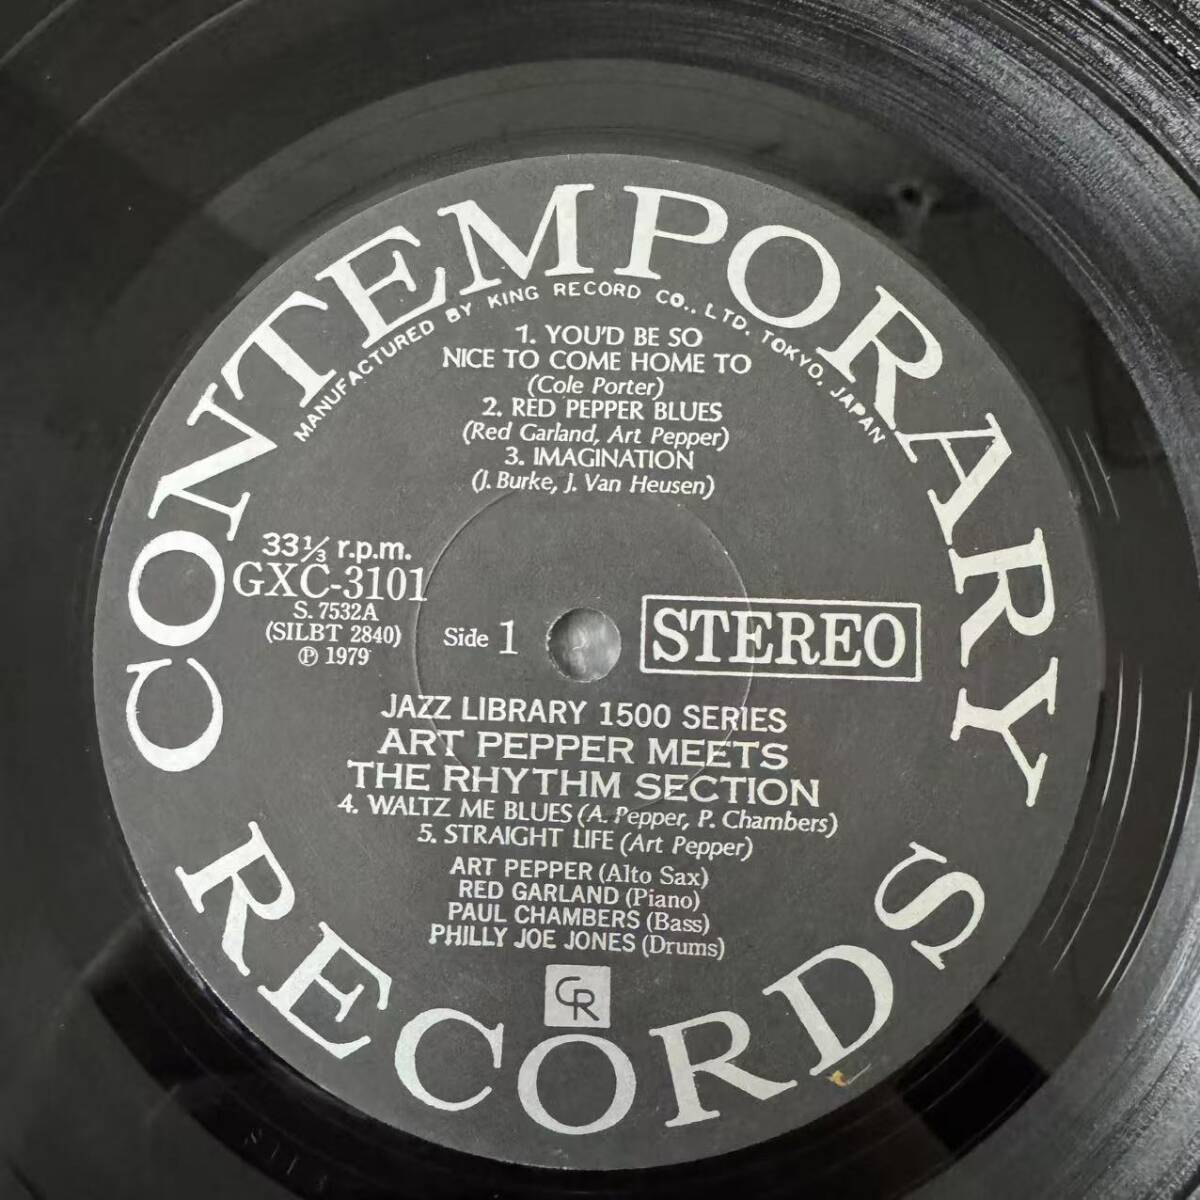 CONTEMPORARY
MANUFACTURED BY KING RECORD CO., LTD. TOKYO, JAPAN
1. YOU'D BE SO
NICE TO COME HOME TO
(Cole Porter)
2. RED PEPPER BLUES
(Red Garland, Art Pepper)
3. IMAGINATION
(J. Burke, J. Van Heusen)
33⅓ r.p.m.
GXC-3101
S. 7532A
(SILBT 2840)
Ⓟ 1979
Side 1
STEREO
JAZZ LIBRARY 1500 SERIES
ART PEPPER MEETS
THE RHYTHM SECTION
4. WALTZ ME BLUES (A. Pepper, P. Chambers)
5. STRAIGHT LIFE (Art Pepper)
ART PEPPER (Alto Sax)
RED GARLAND (Piano)
PAUL CHAMBERS (Bass)
PHILLY JOE JONES (Drums)
CR
RECORDS